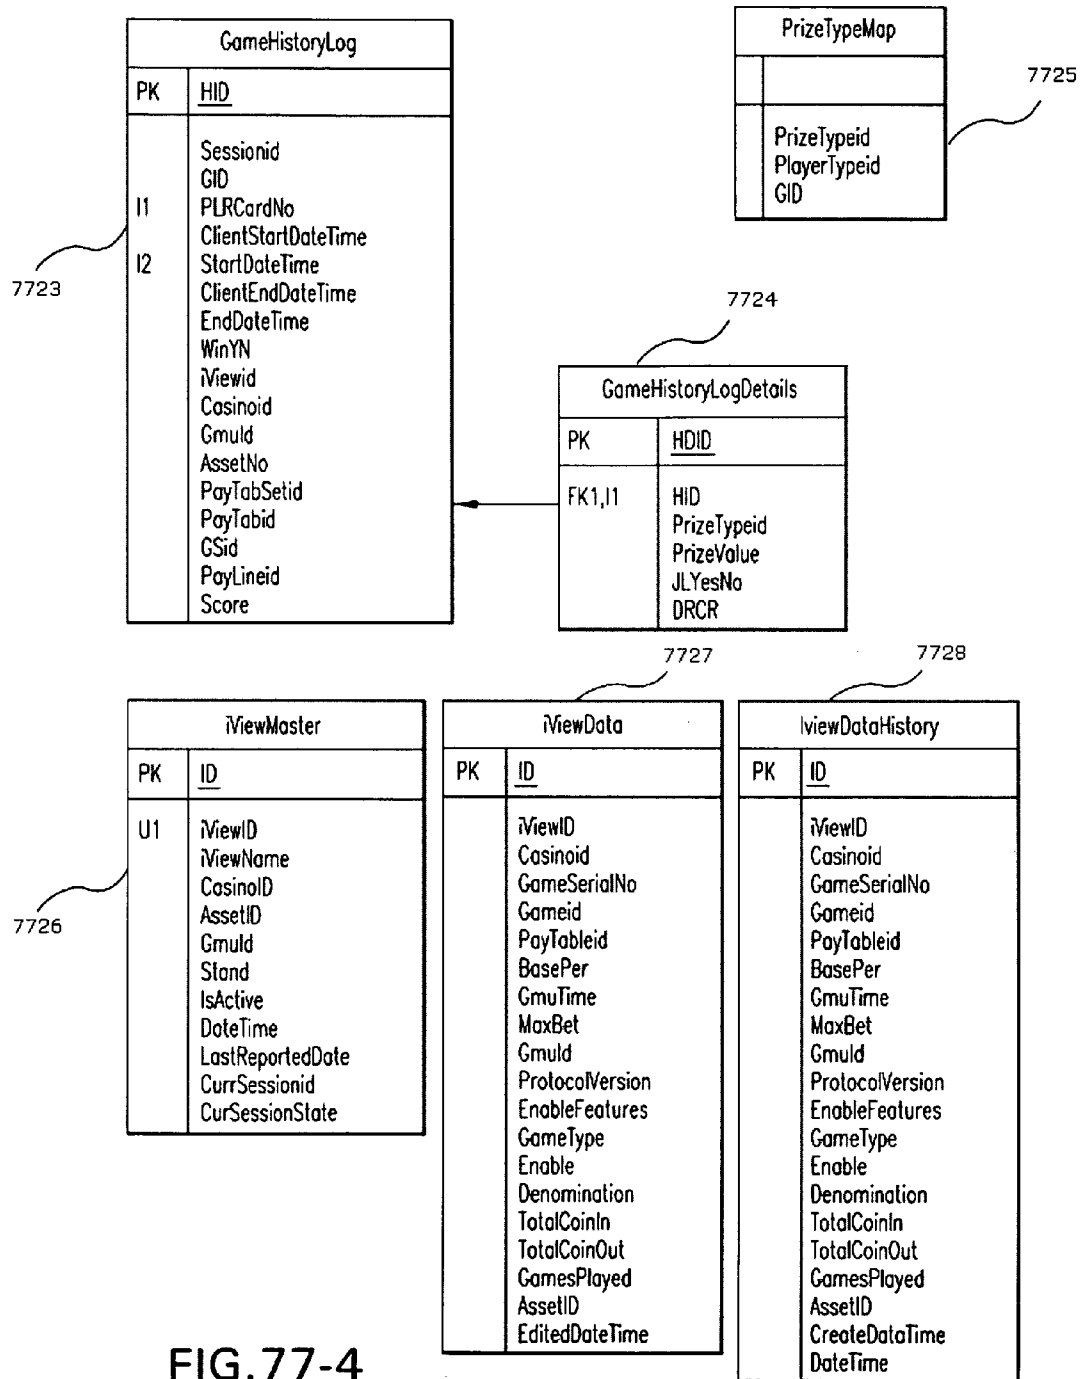 GameHistoryLog
PK HID
Sessionid
GID
I1 PLRCardNo
ClientStartDateTime
I2 StartDateTime
ClientEndDateTime
EndDateTime
WinYN
iViewid
Casinoid
GmuId
AssetNo
PayTabSetid
PayTabid
GSid
PayLineid
Score
7723
PrizeTypeMap
PrizeTypeid
PlayerTypeid
GID
7725
7724
GameHistoryLogDetails
PK HDID
FK1,I1 HID
PrizeTypeid
PrizeValue
JLYesNo
DRCR
iViewMaster
PK ID
U1 iViewID
iViewName
CasinoID
AssetID
GmuId
Stand
IsActive
DateTime
LastReportedDate
CurrSessionid
CurSessionState
7726
7727
iViewData
PK ID
iViewID
Casinoid
GameSerialNo
Gameid
PayTableid
BasePer
GmuTime
MaxBet
GmuId
ProtocolVersion
EnableFeatures
GameType
Enable
Denomination
TotalCoinIn
TotalCoinOut
GamesPlayed
AssetID
EditedDateTime
7728
IviewDataHistory
PK ID
iViewID
Casinoid
GameSerialNo
Gameid
PayTableid
BasePer
GmuTime
MaxBet
GmuId
ProtocolVersion
EnableFeatures
GameType
Enable
Denomination
TotalCoinIn
TotalCoinOut
GamesPlayed
AssetID
CreateDataTime
DateTime
FIG.77-4